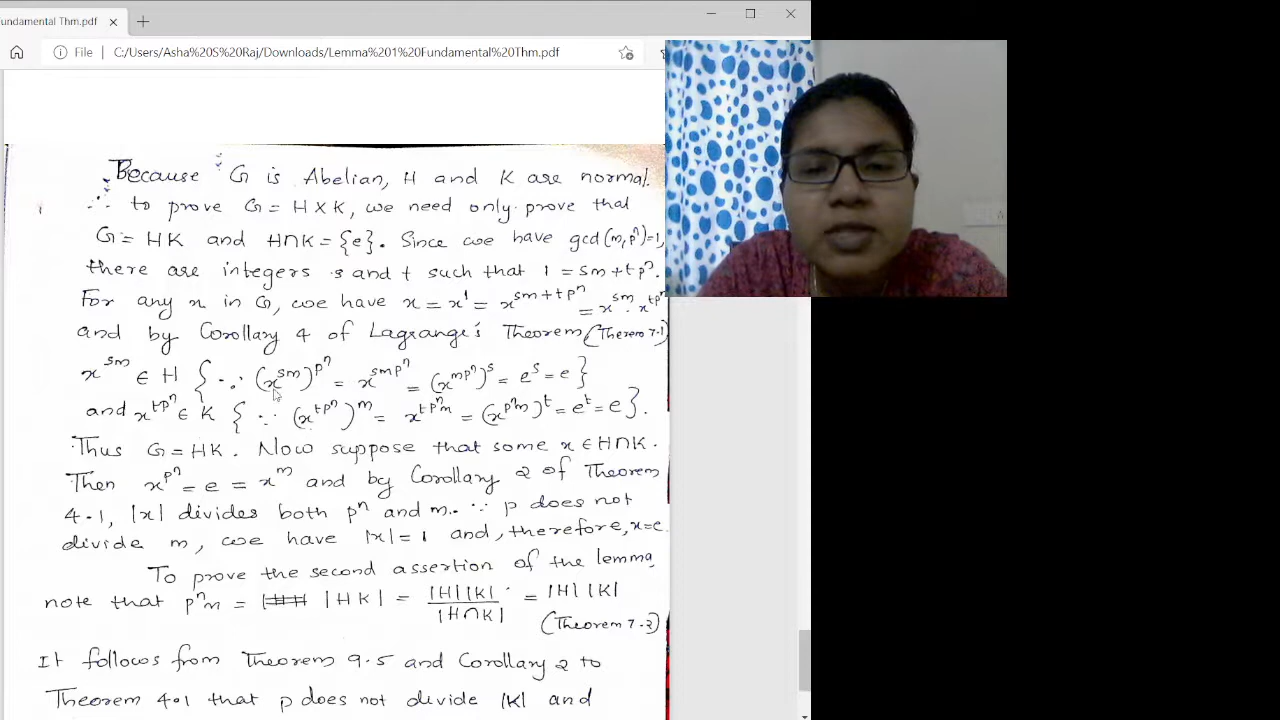 undamental Thm.pdf
File C:/Users/Asha%20S%20Raj/Downloads/Lemma%201%20Fundamental%20Thm.pdf
Because G is Abelian, H and K are normal.
∴ to prove G = H X K, we need only prove that
G = HK and H∩K = {e}. Since we have gcd(m, pⁿ)=1,
there are integers s and t such that 1 = sm + tpⁿ.
For any x in G, we have x = x¹ = x^{sm+tpⁿ} = x^{sm} · x^{tpⁿ}
and by Corollary 4 of Lagrange's Theorem (Therem 7.1)
x^{sm} ∈ H { ∵ (x^{sm})^{pⁿ} = x^{smpⁿ} = (x^{mpⁿ})^s = e^s = e }
and x^{tpⁿ} ∈ K { ∵ (x^{tpⁿ})^m = x^{tpⁿm} = (x^{pⁿm})^t = e^t = e }.
Thus G = HK. Now suppose that some x ∈ H∩K.
Then x^{pⁿ} = e = x^m and by Corollary 2 of Theorem
4.1, |x| divides both pⁿ and m. ∵ p does not
divide m, we have |x| = 1 and, therefore, x=e.
To prove the second assertion of the lemma,
note that pⁿm = |HK| = |H||K| / |H∩K| = |H||K|
(Theorem 7.2)
It follows from Theorem 9.5 and Corollary 2 to
Theorem 4.1 that p does not divide |K| and